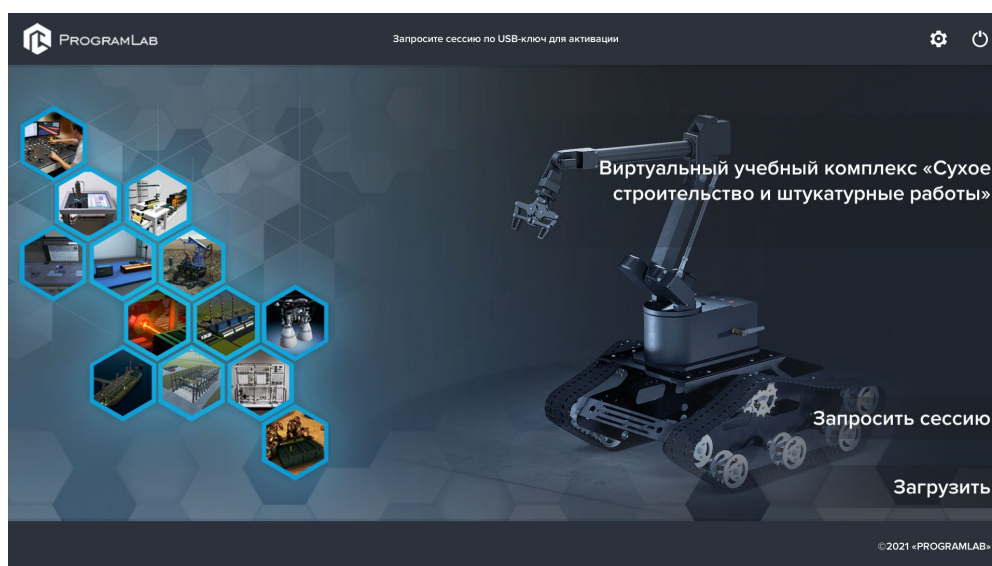 PROGRAMLAB
Запросите сессию по USB-ключ для активации
Виртуальный учебный комплекс «Сухое
строительство и штукатурные работы»
Запросить сессию
Загрузить
©2021 «PROGRAMLAB»